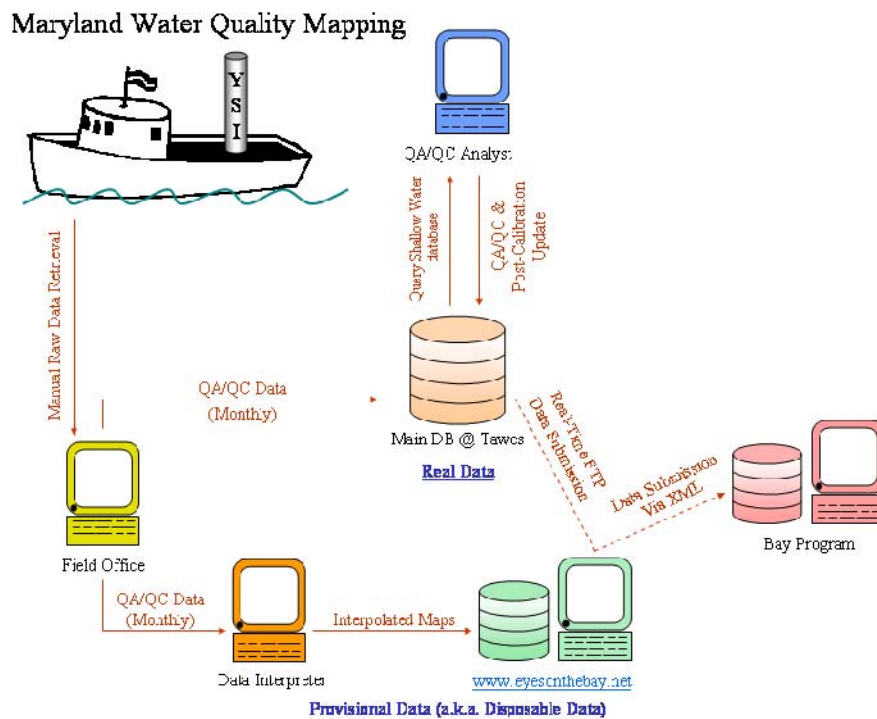 Maryland Water Quality Mapping
YSI
QA/QC Analyst
Query Shallow Water
database
QA/QC &
Post-Calibration
Update
Manual Raw Data Retreval
QA/QC Data
(Monthly)
Main DB @ Tawes
Real Data
Real-Time FTP
Data Submission
Data Submission
Via XML
Bay Program
Field Office
QA/QC Data
(Monthly)
Interpolated Maps
Data Interpreter
www.eyesonthebay.net
Provisional Data (a.k.a. Disposable Data)